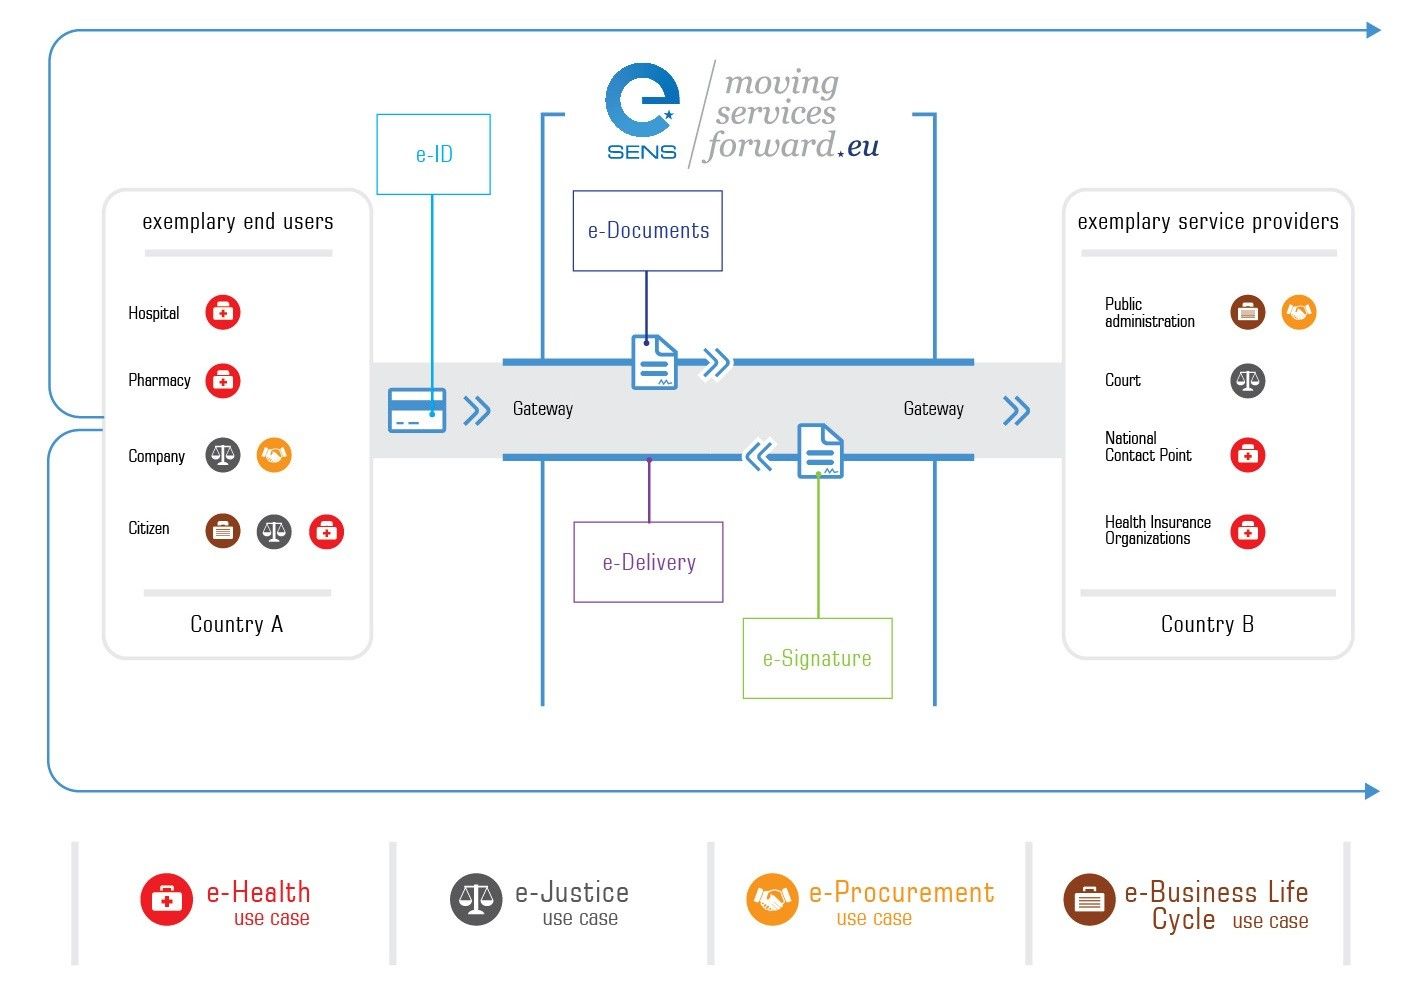 e
SENS
moving
services
forward.eu
e-ID
exemplary end users
Hospital
Pharmacy
Company
Citizen
Country A
e-Documents
Gateway
Gateway
e-Delivery
e-Signature
exemplary service providers
Public
administration
Court
National
Contact Point
Health Insurance
Organizations
Country B
e-Health
use case
e-Justice
use case
e-Procurement
use case
e-Business Life
Cycle use case